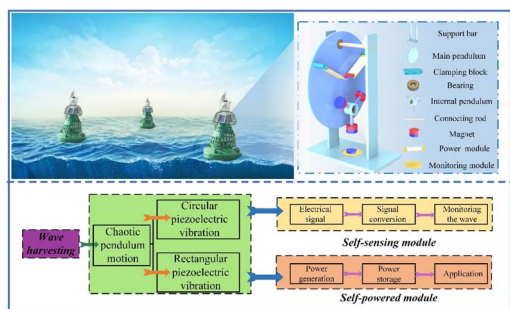 Support bar
Main pendulum
Clamping block
Bearing
Internal pendulum
Connecting rod
Magnet
Power module
Monitoring module
Wave
harvesting
Chaotic
pendulum
motion
Circular
piezoelectric
vibration
Rectangular
piezoelectric
vibration
Electrical
signal
Signal
conversion
Monitoring
the wave
Self-sensing module
Power
generation
Power
storage
Application
Self-powered module